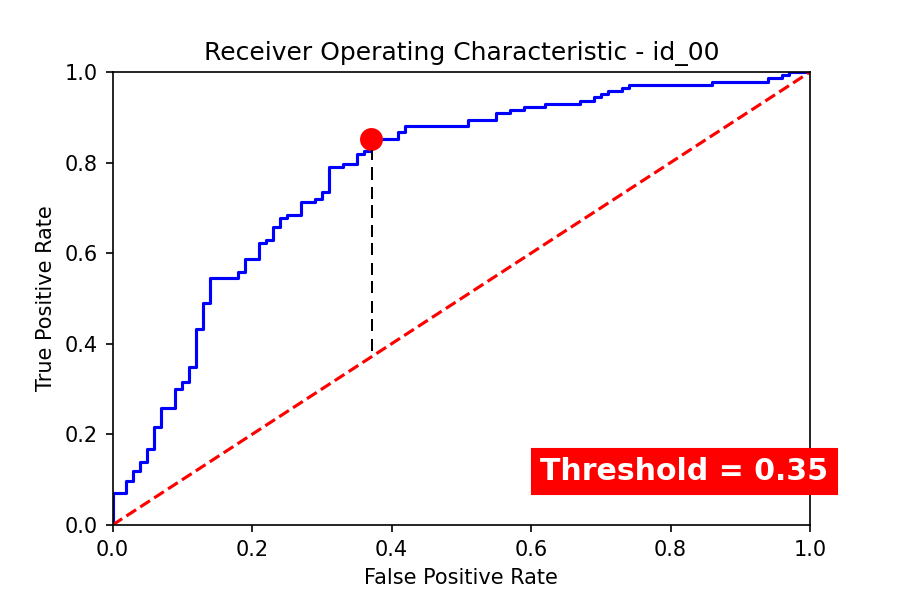 Receiver Operating Characteristic - id_00
True Positive Rate
1.0
0.8
0.6
0.4
0.2
0.0
Threshold = 0.35
0.0 0.2 0.4 0.6 0.8 1.0
False Positive Rate